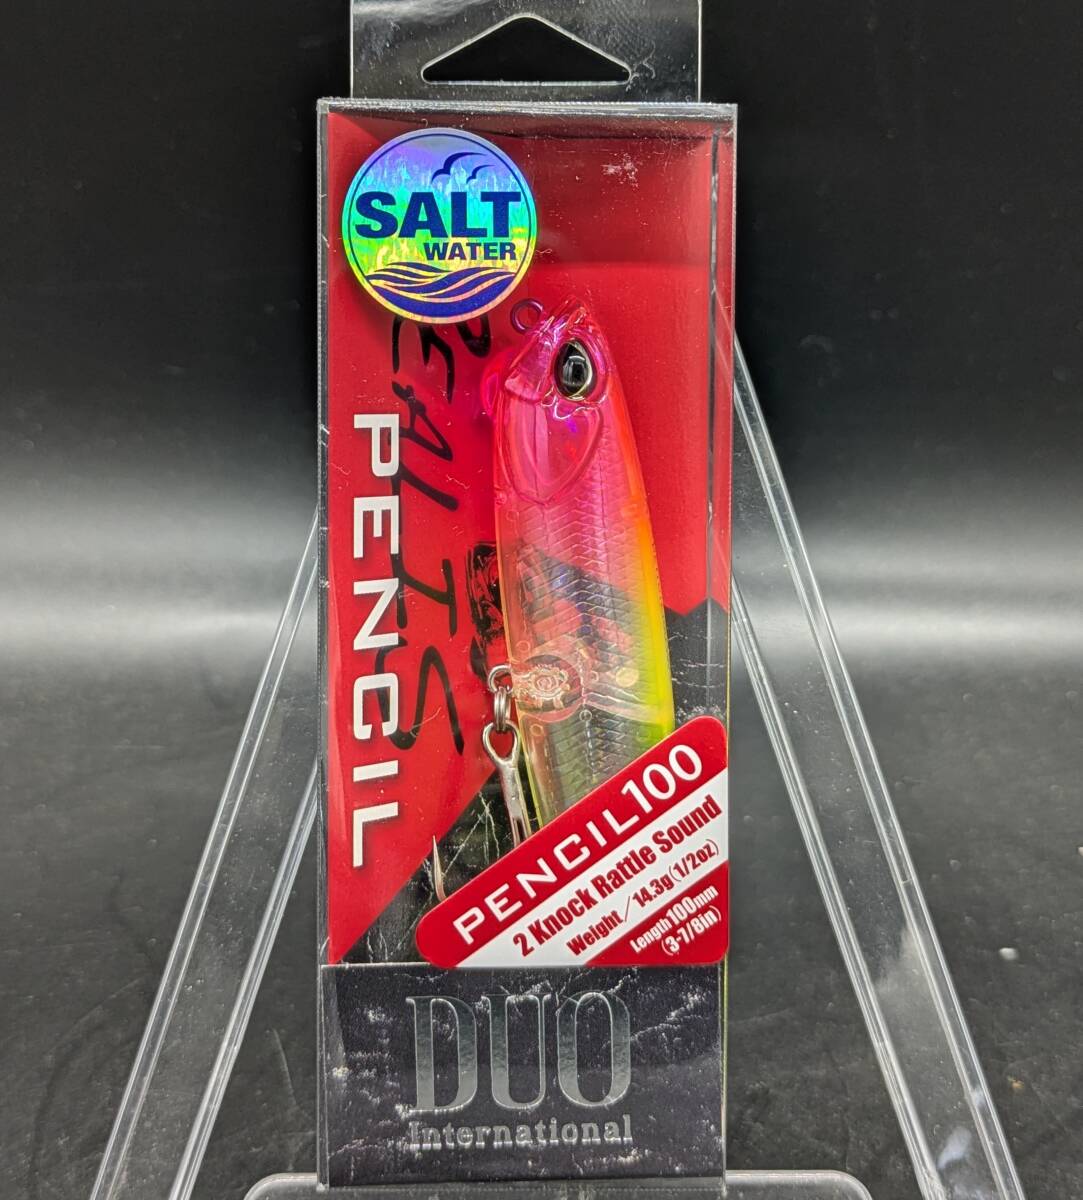 SALT
WATER
REALIS
PENCIL
PENCIL100
2 Knock Rattle Sound
Weight／14.3g(1/2oz)
Length100mm
(3-7/8in)
DUO
International